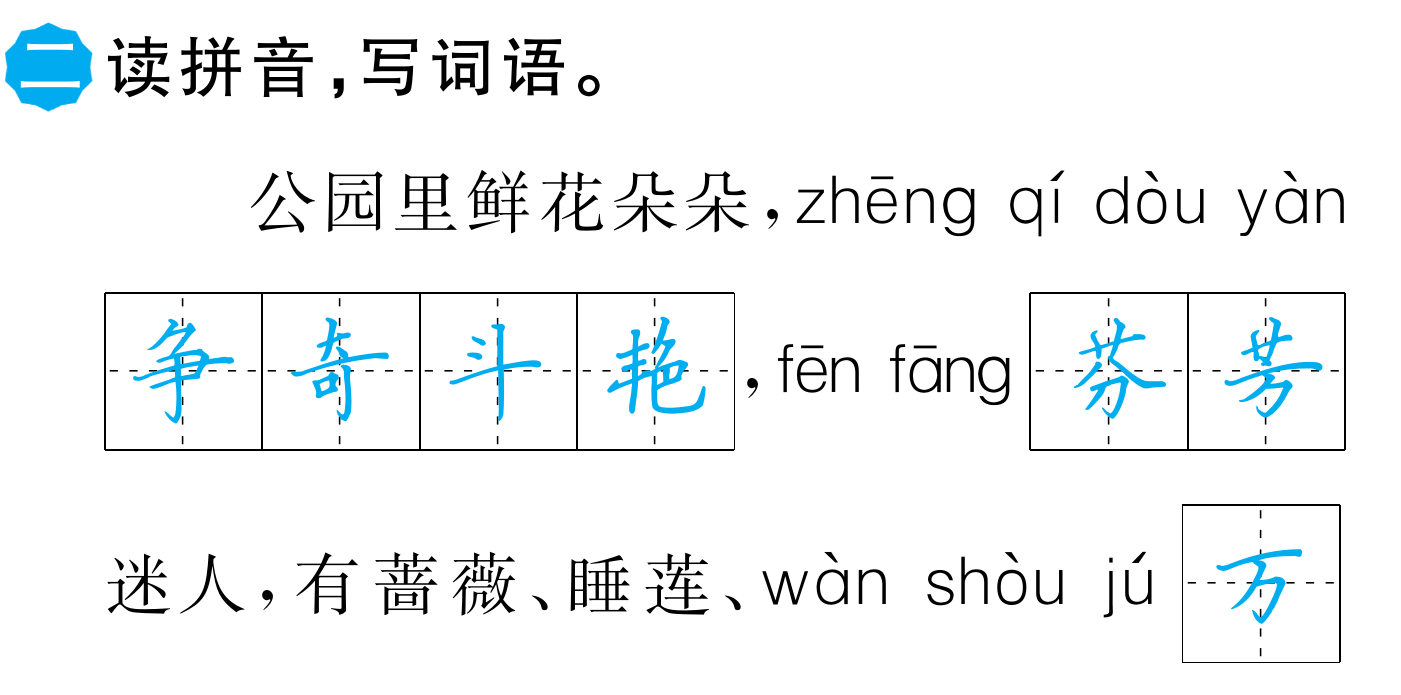 二 读拼音,写词语。
公园里鲜花朵朵,zhēng qí dòu yàn
争奇斗艳,fēn fāng 芬芳
迷人,有蔷薇、睡莲、wàn shòu jú 万